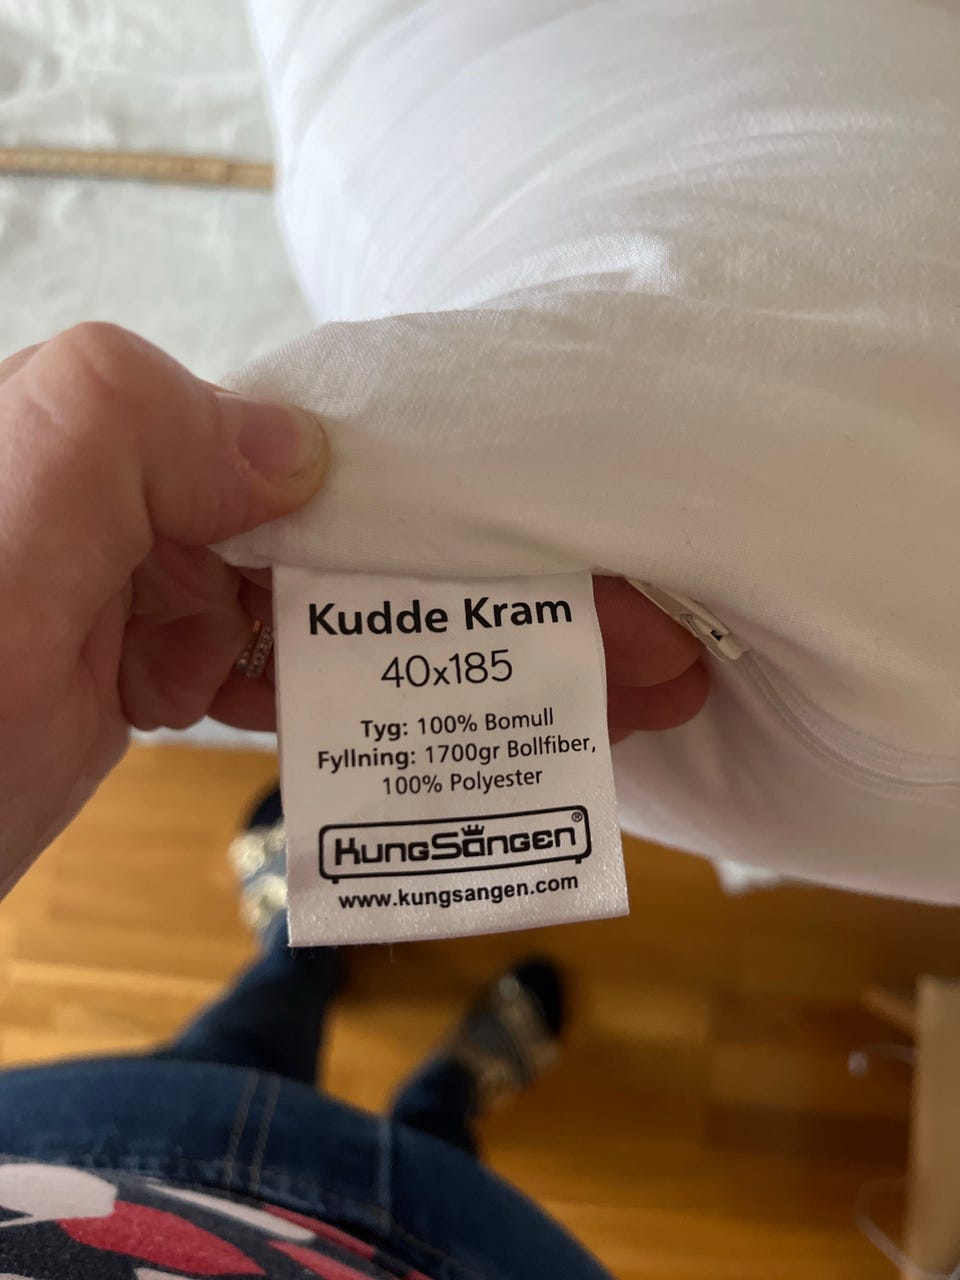 Kudde Kram
40x185
Tyg: 100% Bomull
Fyllning: 1700gr Bollfiber,
100% Polyester
KungSängen®
www.kungsangen.com